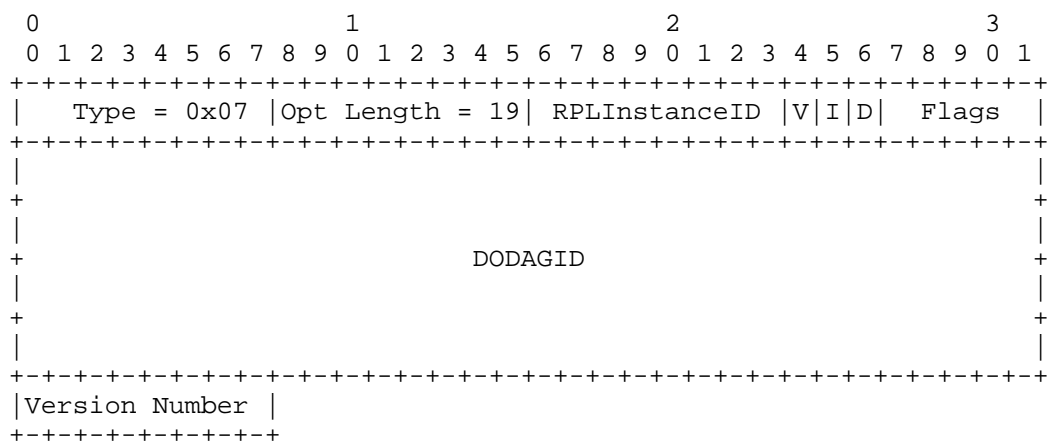 0                   1                   2                   3
 0 1 2 3 4 5 6 7 8 9 0 1 2 3 4 5 6 7 8 9 0 1 2 3 4 5 6 7 8 9 0 1
+-+-+-+-+-+-+-+-+-+-+-+-+-+-+-+-+-+-+-+-+-+-+-+-+-+-+-+-+-+-+-+-+
|   Type = 0x07 |Opt Length = 19| RPLInstanceID |V|I|D|  Flags  |
+-+-+-+-+-+-+-+-+-+-+-+-+-+-+-+-+-+-+-+-+-+-+-+-+-+-+-+-+-+-+-+-+
|                                                               |
+                                                               +
|                                                               |
+                            DODAGID                            +
|                                                               |
+                                                               +
|                                                               |
+-+-+-+-+-+-+-+-+-+-+-+-+-+-+-+-+-+-+-+-+-+-+-+-+-+-+-+-+-+-+-+-+
|Version Number |
+-+-+-+-+-+-+-+-+